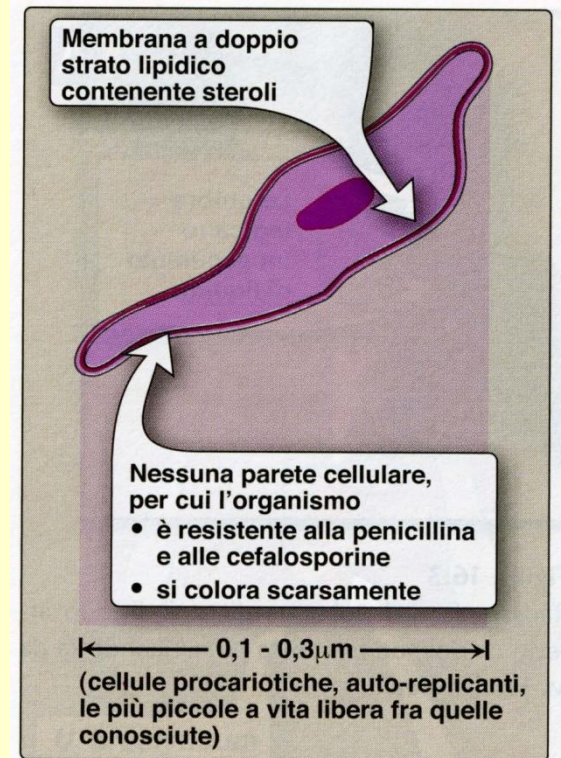 Membrana a doppio
strato lipidico
contenente steroli
Nessuna parete cellulare,
per cui l'organismo
• è resistente alla penicillina
e alle cefalosporine
• si colora scarsamente
0,1 - 0,3μm
(cellule procariotiche, auto-replicanti,
le più piccole a vita libera fra quelle
conosciute)